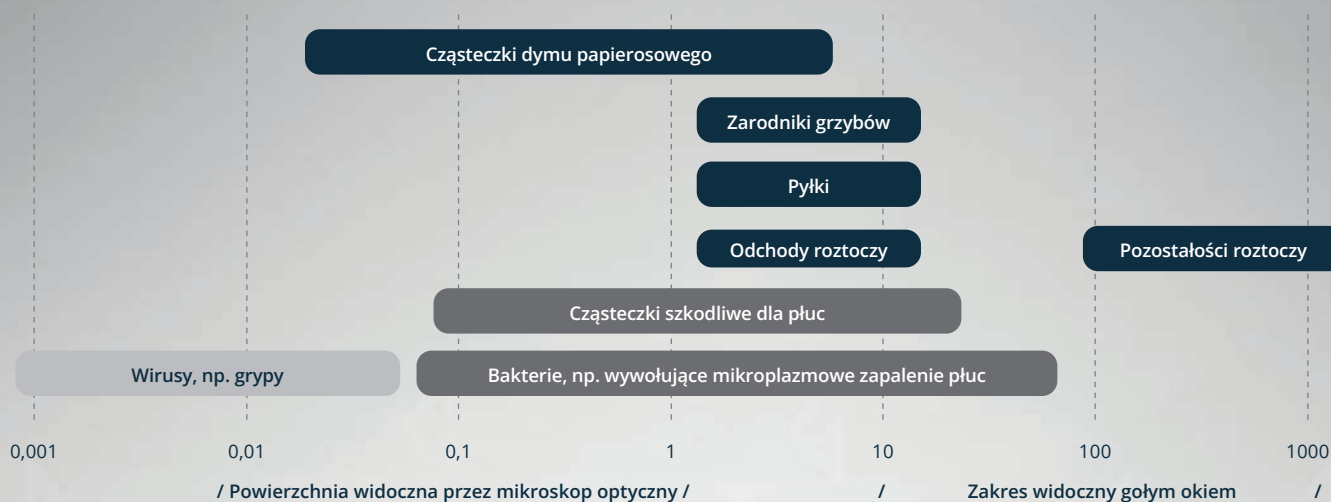 Cząsteczki dymu papierosowego
Zarodniki grzybów
Pyłki
Odchody roztoczy
Pozostałości roztoczy
Cząsteczki szkodliwe dla płuc
Wirusy, np. grypy
Bakterie, np. wywołujące mikroplazmowe zapalenie płuc
0,001 0,01 0,1 1 10 100 1000
/ Powierzchnia widoczna przez mikroskop optyczny / / Zakres widoczny gołym okiem /